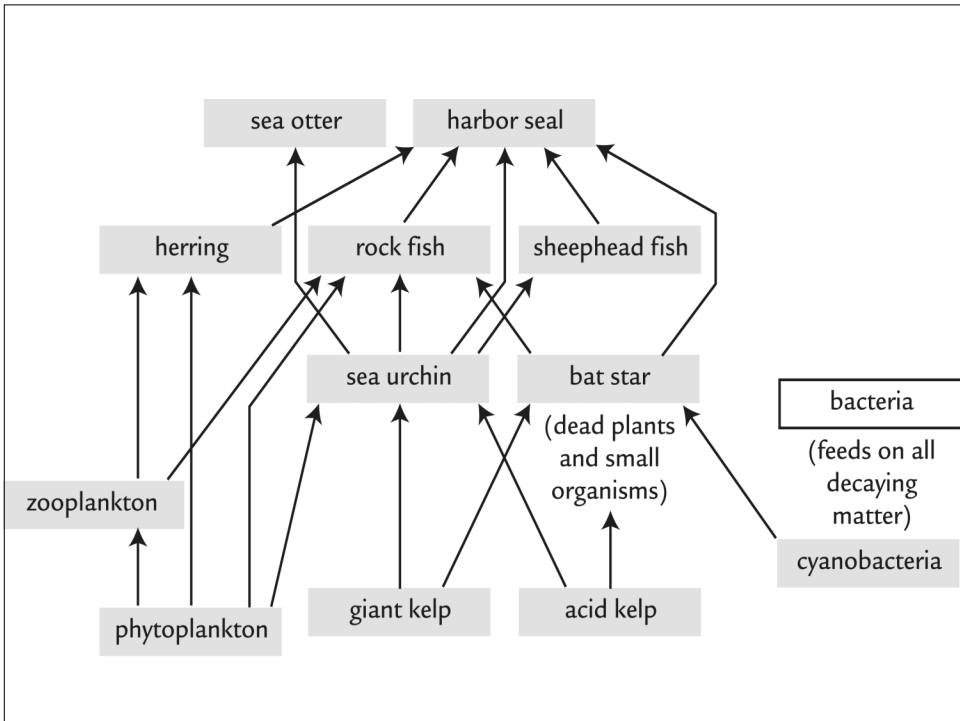 sea otter
harbor seal
herring
rock fish
sheephead fish
sea urchin
bat star
(dead plants
and small
organisms)
bacteria
(feeds on all
decaying
matter)
zooplankton
cyanobacteria
phytoplankton
giant kelp
acid kelp